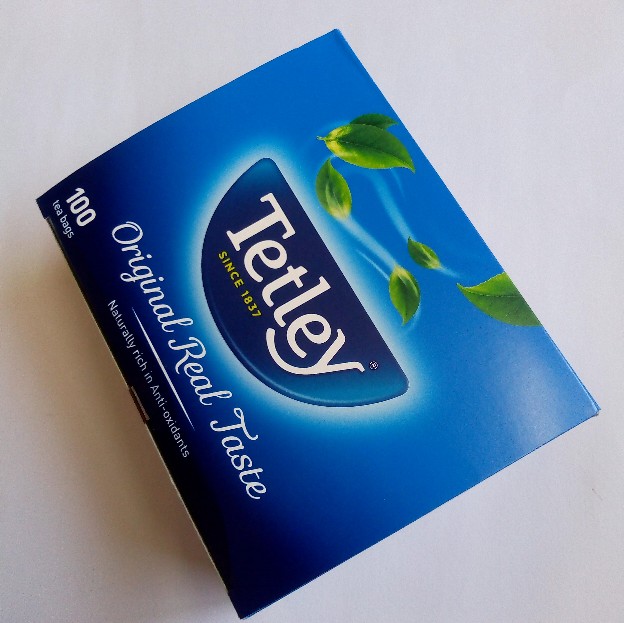 Tetley
®
SINCE 1837
Original Real Taste
Naturally rich in Anti-oxidants
100
tea bags